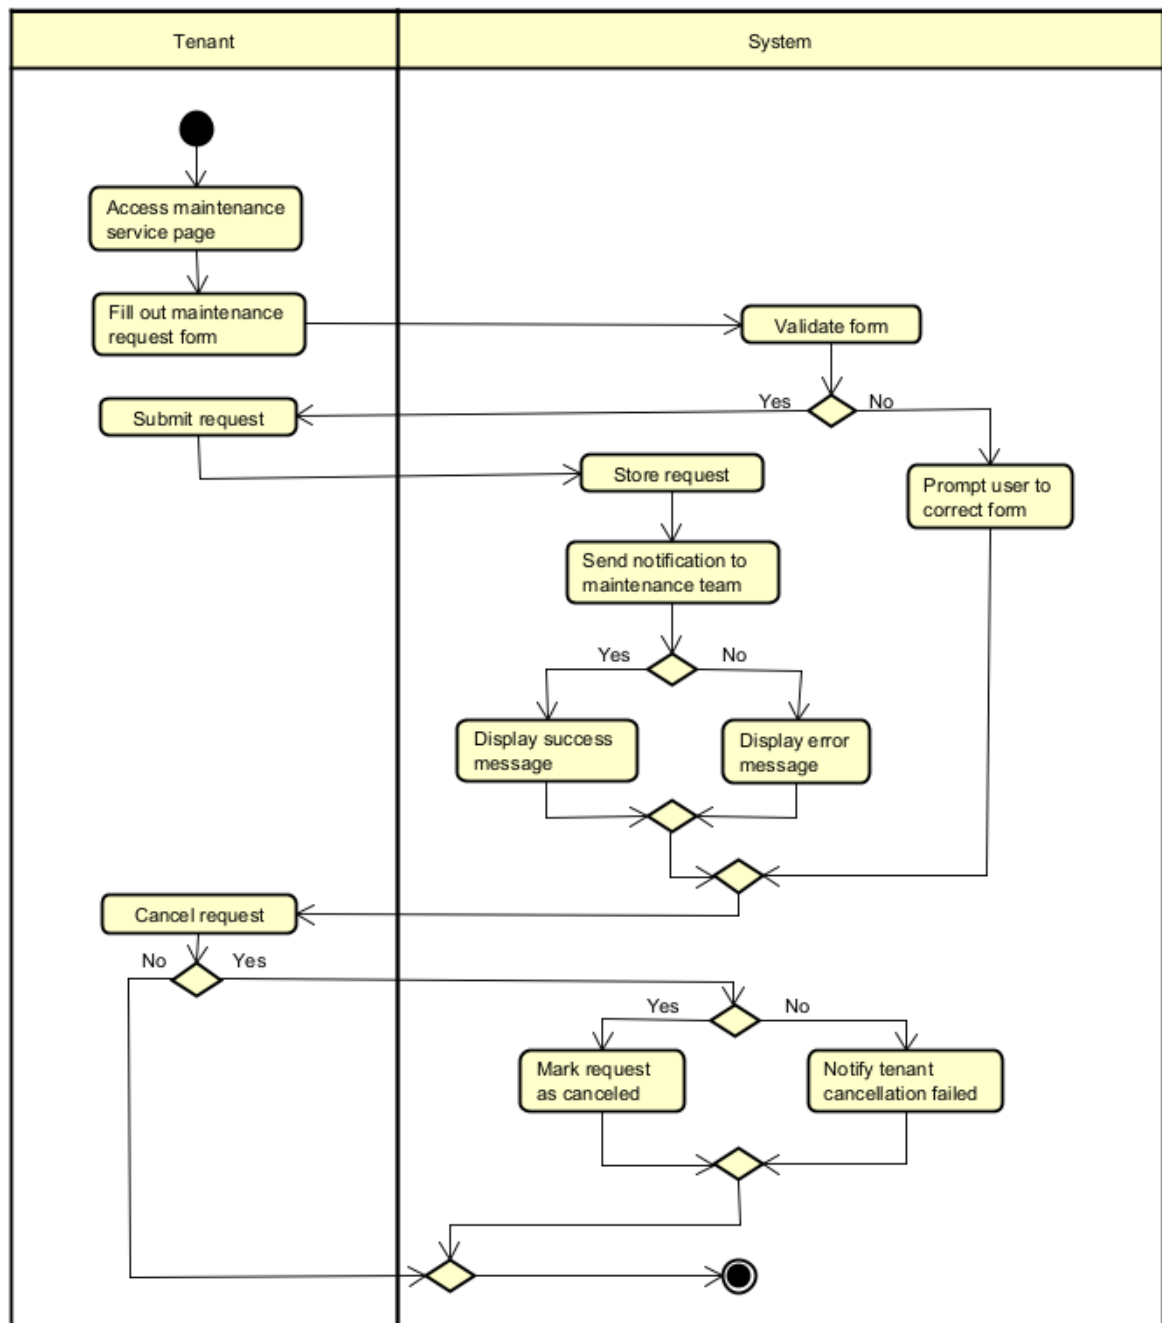 Tenant
System
Access maintenance
service page
Fill out maintenance
request form
Validate form
Yes
No
Submit request
Store request
Prompt user to
correct form
Send notification to
maintenance team
Yes
No
Display success
message
Display error
message
Cancel request
No
Yes
Yes
No
Mark request
as canceled
Notify tenant
cancellation failed